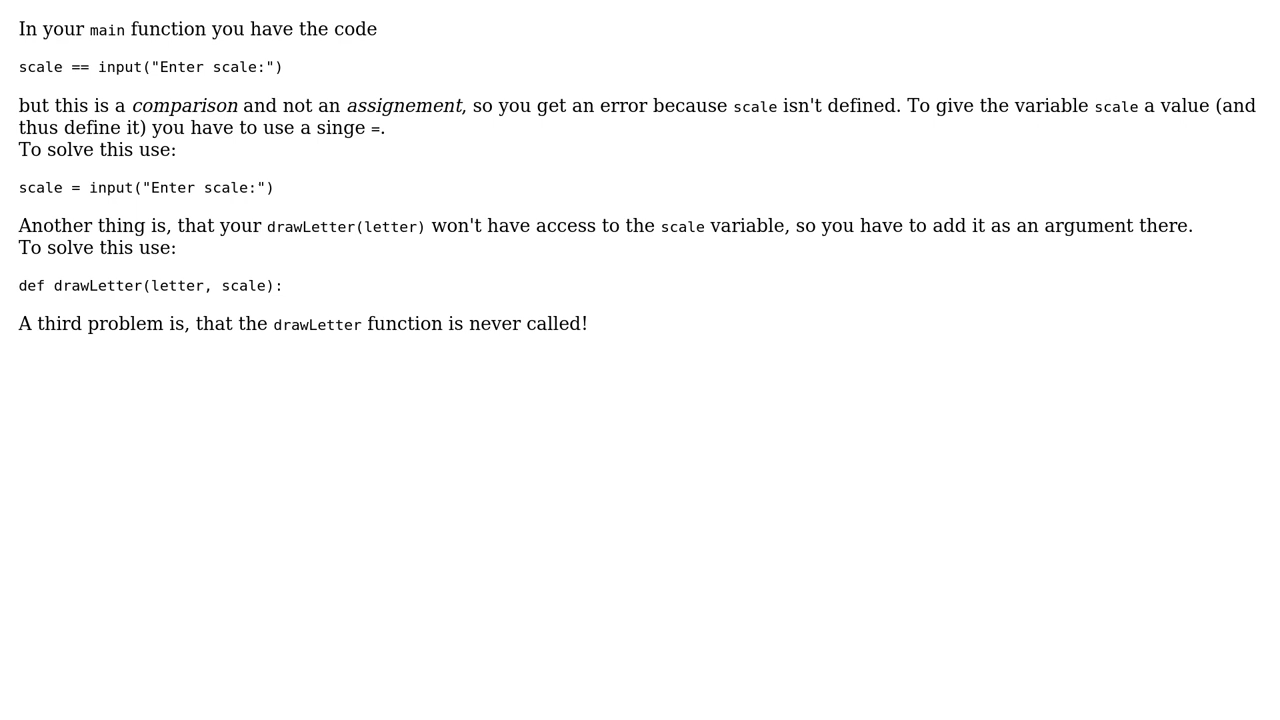 In your main function you have the code
scale == input("Enter scale:")
but this is a comparison and not an assignement, so you get an error because scale isn't defined. To give the variable scale a value (and
thus define it) you have to use a singe =.
To solve this use:
scale = input("Enter scale:")
Another thing is, that your drawLetter(letter) won't have access to the scale variable, so you have to add it as an argument there.
To solve this use:
def drawLetter(letter, scale):
A third problem is, that the drawLetter function is never called!